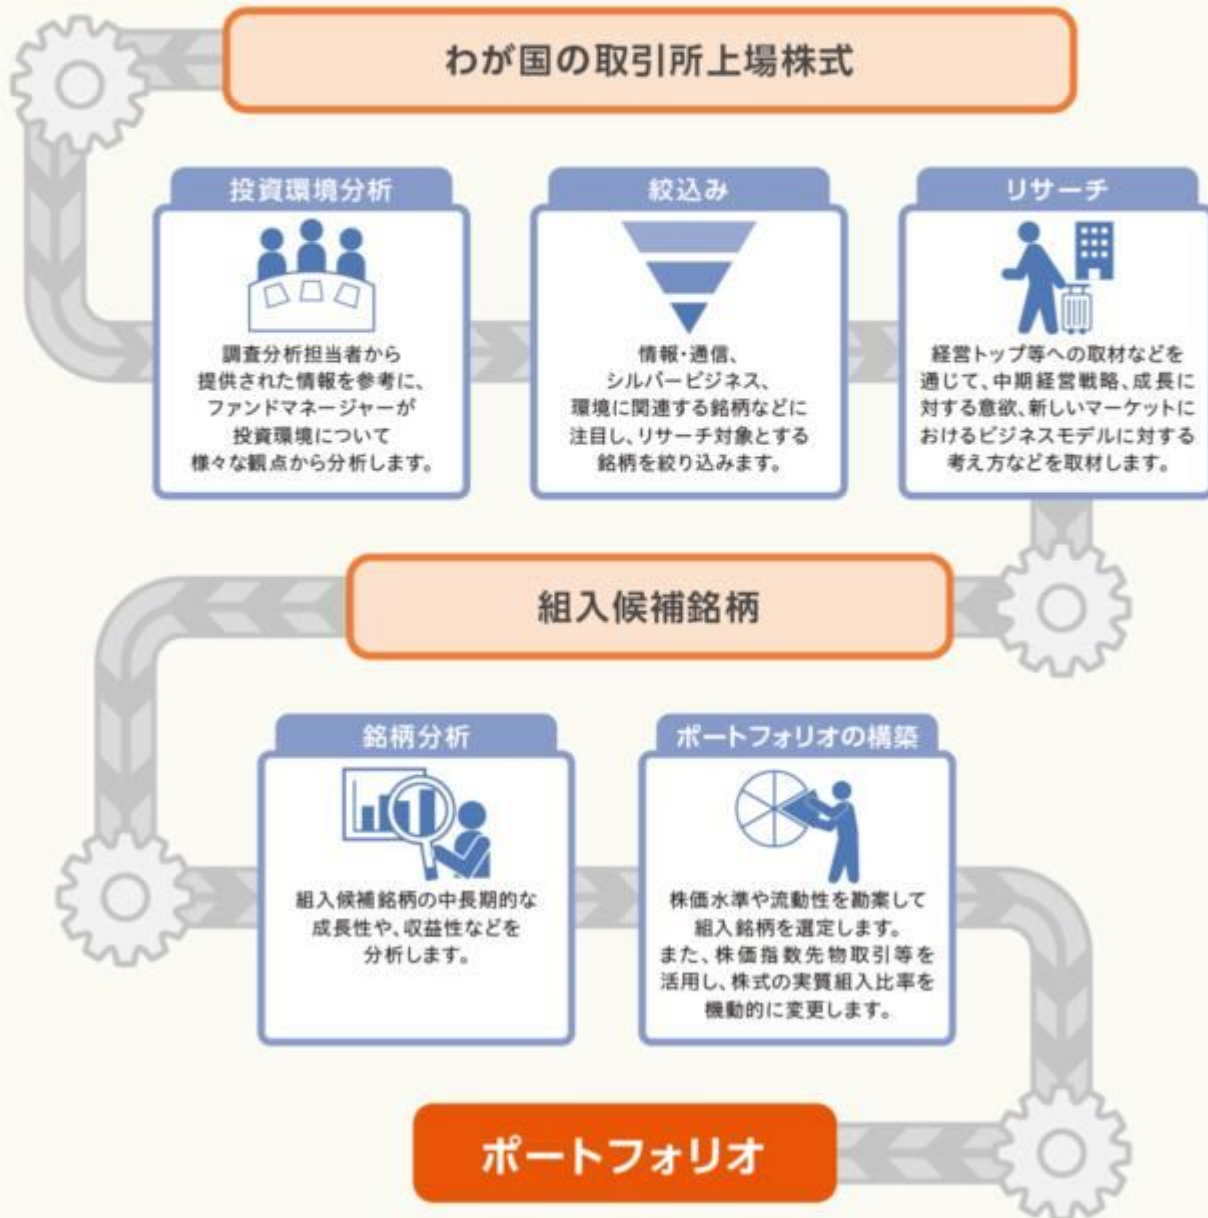 わが国の取引所上場株式
投資環境分析
調査分析担当者から
提供された情報を参考に、
ファンドマネージャーが
投資環境について
様々な観点から分析します。
絞込み
情報・通信、
シルバービジネス、
環境に関連する銘柄などに
注目し、リサーチ対象とする
銘柄を絞り込みます。
リサーチ
経営トップ等への取材などを
通じて、中期経営戦略、成長に
対する意欲、新しいマーケットに
おけるビジネスモデルに対する
考え方などを取材します。
組入候補銘柄
銘柄分析
組入候補銘柄の中長期的な
成長性や、収益性などを
分析します。
ポートフォリオの構築
株価水準や流動性を勘案して
組入銘柄を選定します。
また、株価指数先物取引等を
活用し、株式の実質組入比率を
機動的に変更します。
ポートフォリオ